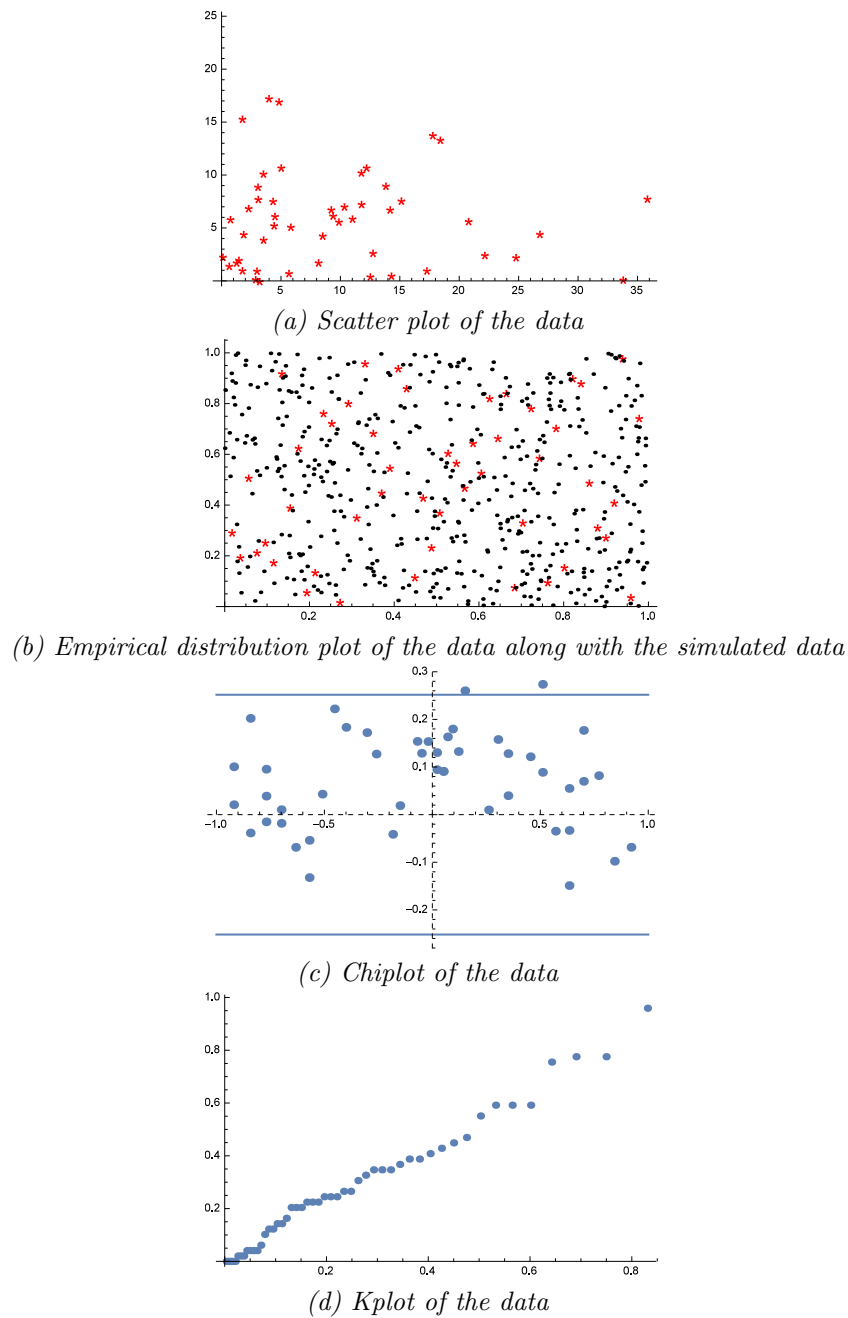 25
20
15
10
5
5 10 15 20 25 30 35
(a) Scatter plot of the data
1.0
0.8
0.6
0.4
0.2
0.2 0.4 0.6 0.8 1.0
(b) Empirical distribution plot of the data along with the simulated data
0.3
0.2
0.1
−1.0 −0.5 0.5 1.0
−0.1
−0.2
(c) Chiplot of the data
1.0
0.8
0.6
0.4
0.2
0.2 0.4 0.6 0.8
(d) Kplot of the data